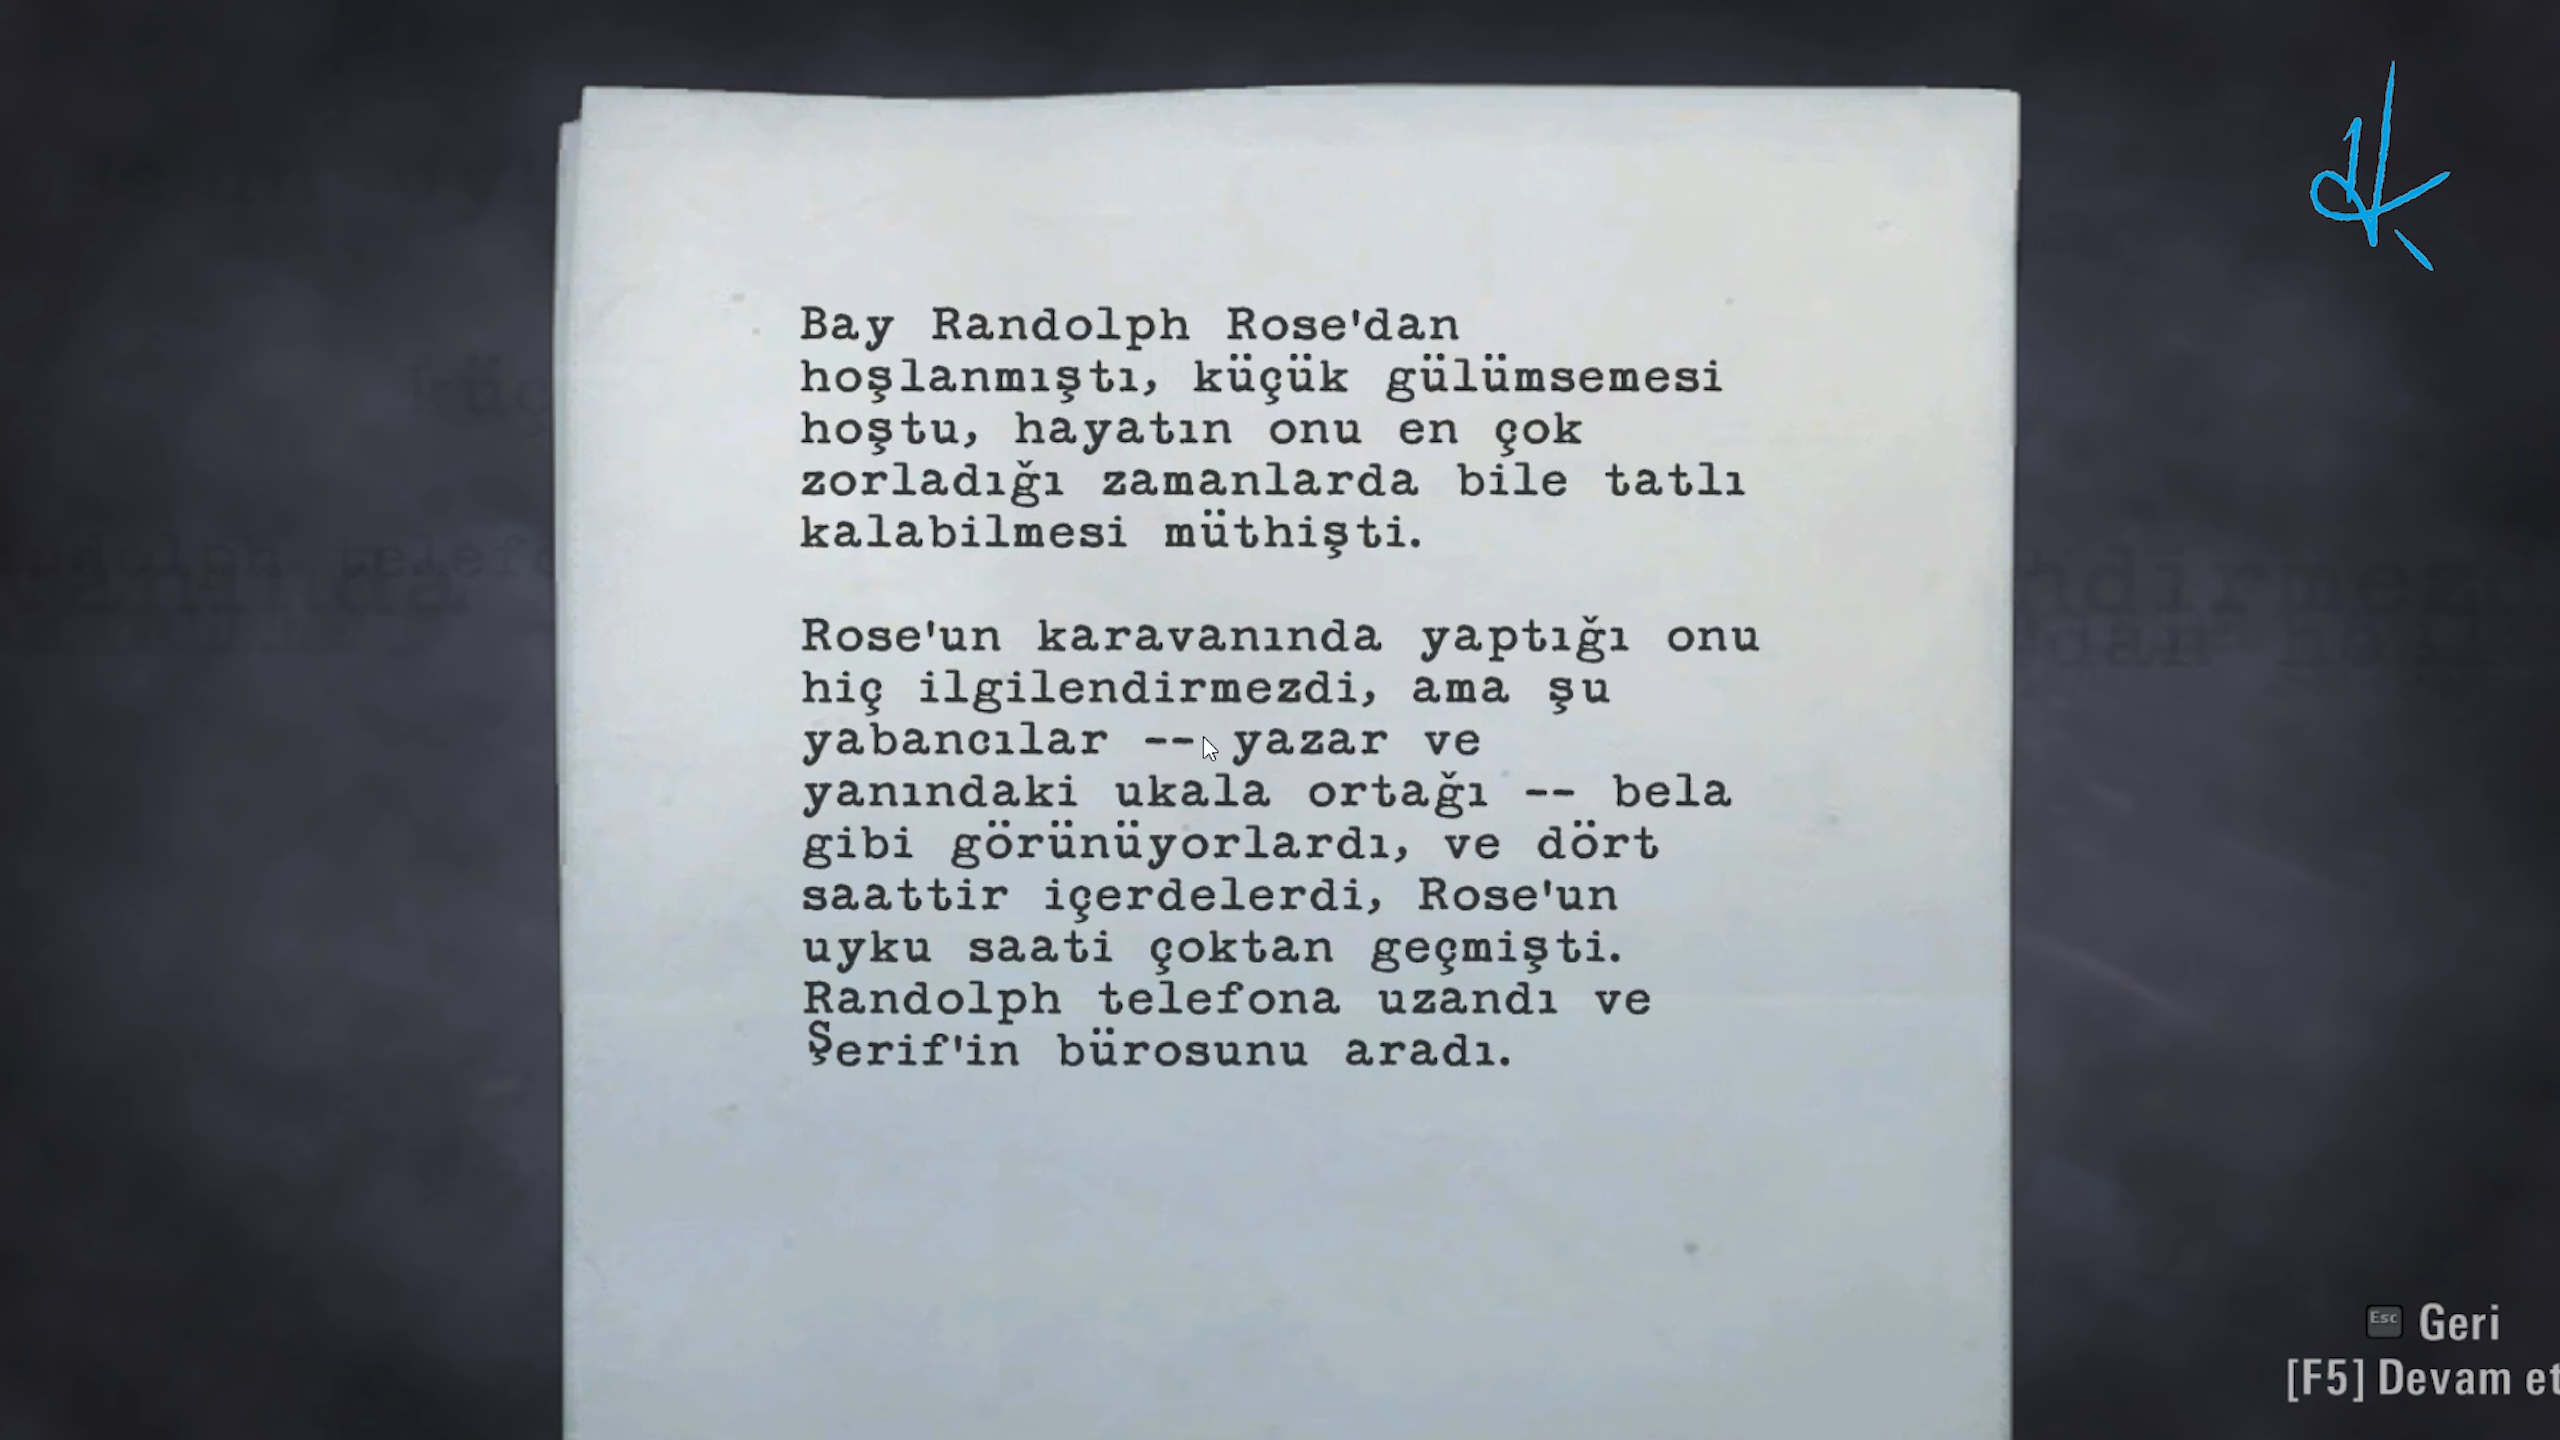 Bay Randolph Rose'dan
hoşlanmıştı, küçük gülümsemesi
hoştu, hayatın onu en çok
zorladığı zamanlarda bile tatlı
kalabilmesi müthişti.
Rose'un karavanında yaptığı onu
hiç ilgilendirmezdi, ama şu
yabancılar -- yazar ve
yanındaki ukala ortağı -- bela
gibi görünüyorlardı, ve dört
saattir içerdelerdi, Rose'un
uyku saati çoktan geçmişti.
Randolph telefona uzandı ve
Şerif'in bürosunu aradı.
Esc Geri
[F5] Devam et